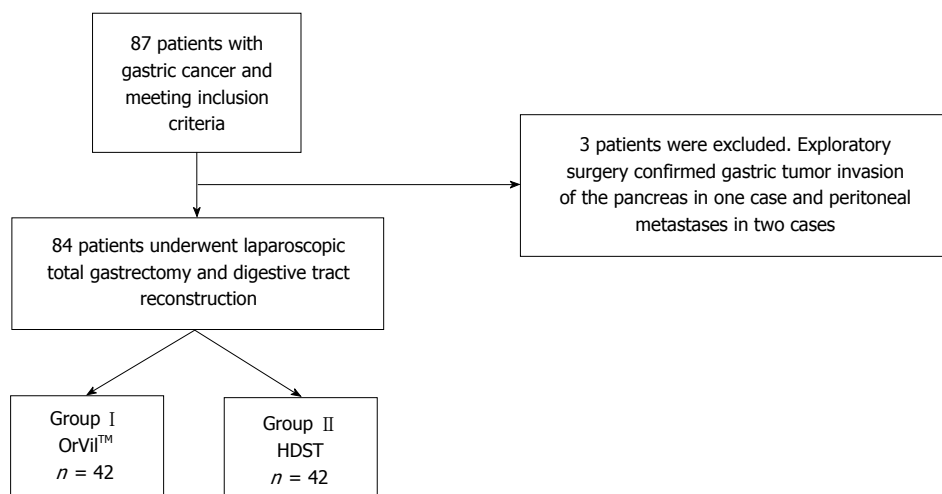 87 patients with
gastric cancer and
meeting inclusion
criteria
3 patients were excluded. Exploratory
surgery confirmed gastric tumor invasion
of the pancreas in one case and peritoneal
metastases in two cases
84 patients underwent laparoscopic
total gastrectomy and digestive tract
reconstruction
Group Ⅰ
OrVil™
n = 42
Group Ⅱ
HDST
n = 42